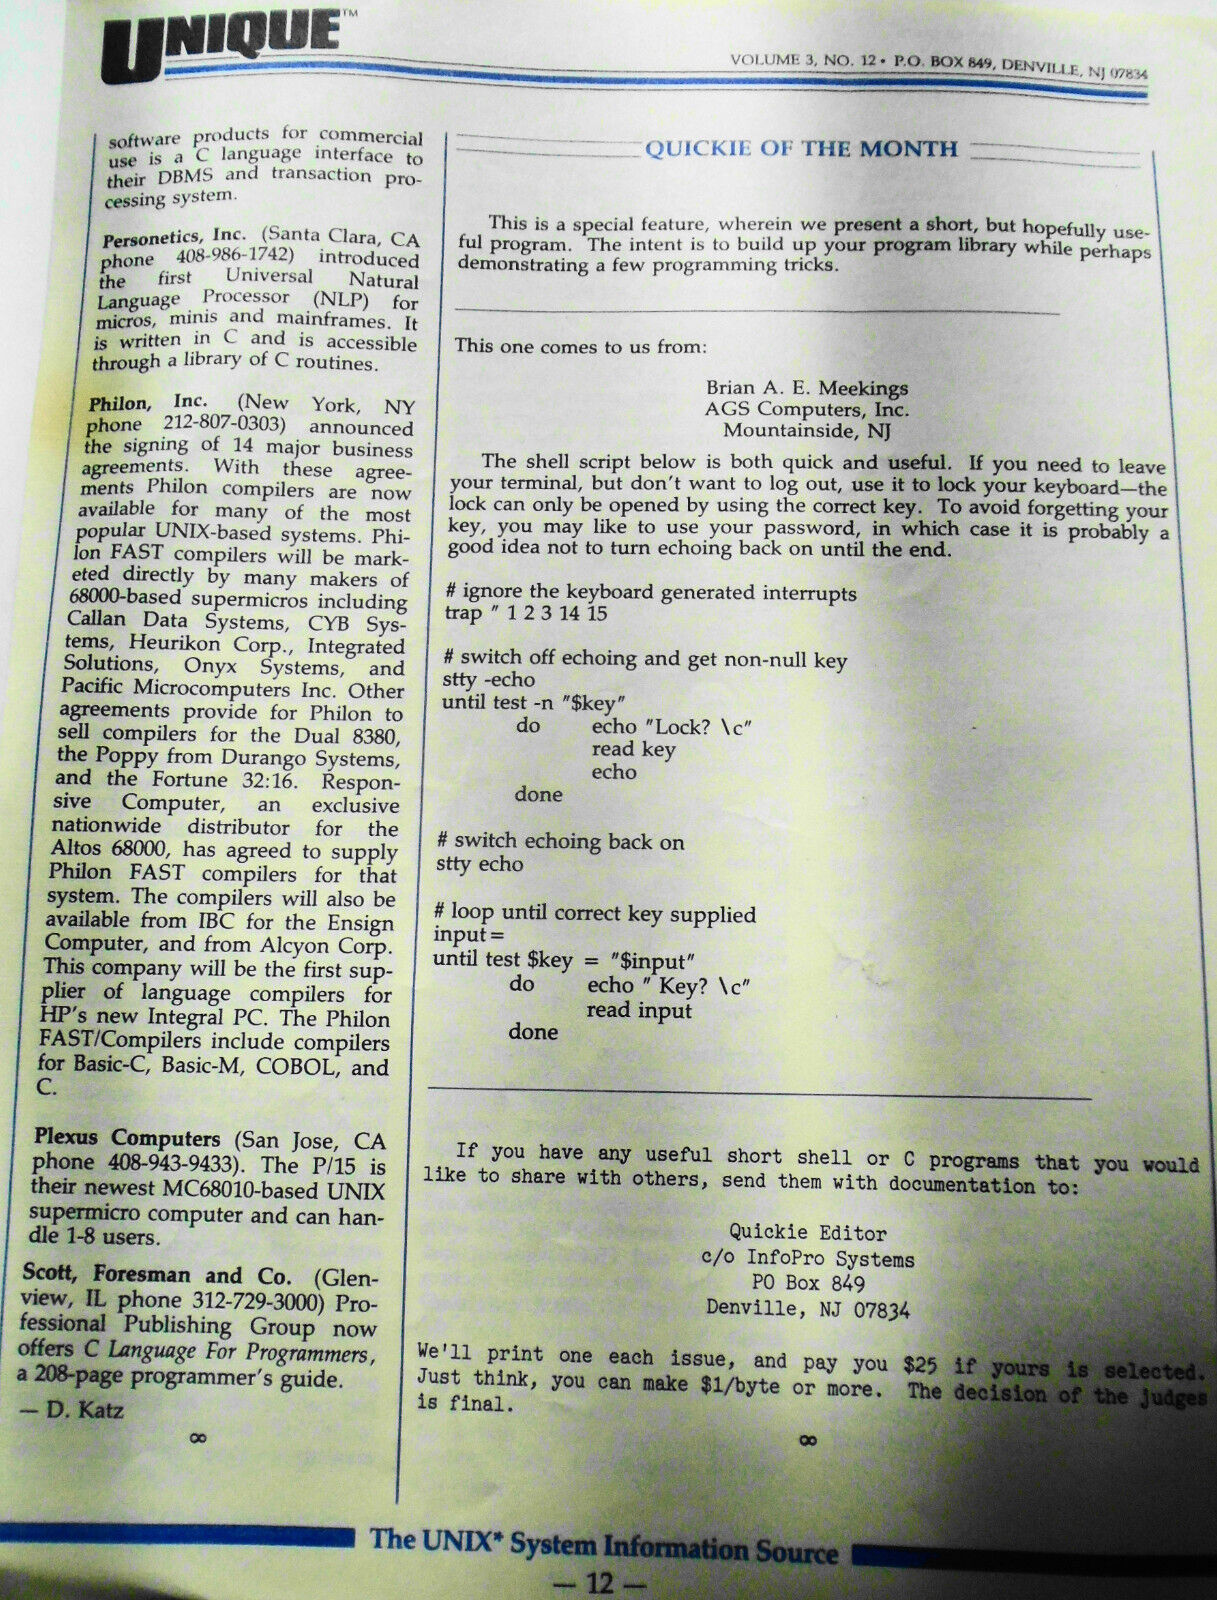 UNIQUE™
VOLUME 3, NO. 12 • P.O. BOX 849, DENVILLE, NJ 07834
software products for commercial
use is a C language interface to
their DBMS and transaction pro-
cessing system.
Personetics, Inc. (Santa Clara, CA
phone 408-986-1742) introduced
the first Universal Natural
Language Processor (NLP) for
micros, minis and mainframes. It
is written in C and is accessible
through a library of C routines.
Philon, Inc. (New York, NY
phone 212-807-0303) announced
the signing of 14 major business
agreements. With these agree-
ments Philon compilers are now
available for many of the most
popular UNIX-based systems. Phi-
lon FAST compilers will be mark-
eted directly by many makers of
68000-based supermicros including
Callan Data Systems, CYB Sys-
tems, Heurikon Corp., Integrated
Solutions, Onyx Systems, and
Pacific Microcomputers Inc. Other
agreements provide for Philon to
sell compilers for the Dual 8380,
the Poppy from Durango Systems,
and the Fortune 32:16. Respon-
sive Computer, an exclusive
nationwide distributor for the
Altos 68000, has agreed to supply
Philon FAST compilers for that
system. The compilers will also be
available from IBC for the Ensign
Computer, and from Alcyon Corp.
This company will be the first sup-
plier of language compilers for
HP's new Integral PC. The Philon
FAST/Compilers include compilers
for Basic-C, Basic-M, COBOL, and
C.
Plexus Computers (San Jose, CA
phone 408-943-9433). The P/15 is
their newest MC68010-based UNIX
supermicro computer and can han-
dle 1-8 users.
Scott, Foresman and Co. (Glen-
view, IL phone 312-729-3000) Pro-
fessional Publishing Group now
offers C Language For Programmers,
a 208-page programmer's guide.
— D. Katz
∞
QUICKIE OF THE MONTH
This is a special feature, wherein we present a short, but hopefully use-
ful program. The intent is to build up your program library while perhaps
demonstrating a few programming tricks.
This one comes to us from:
Brian A. E. Meekings
AGS Computers, Inc.
Mountainside, NJ
The shell script below is both quick and useful. If you need to leave
your terminal, but don't want to log out, use it to lock your keyboard—the
lock can only be opened by using the correct key. To avoid forgetting your
key, you may like to use your password, in which case it is probably a
good idea not to turn echoing back on until the end.
# ignore the keyboard generated interrupts
trap " 1 2 3 14 15
# switch off echoing and get non-null key
stty -echo
until test -n "$key"
do echo "Lock? \c"
read key
echo
done
# switch echoing back on
stty echo
# loop until correct key supplied
input=
until test $key = "$input"
do echo " Key? \c"
read input
done
If you have any useful short shell or C programs that you would
like to share with others, send them with documentation to:
Quickie Editor
c/o InfoPro Systems
PO Box 849
Denville, NJ 07834
We'll print one each issue, and pay you $25 if yours is selected.
Just think, you can make $1/byte or more. The decision of the judges
is final.
∞
The UNIX* System Information Source
— 12 —